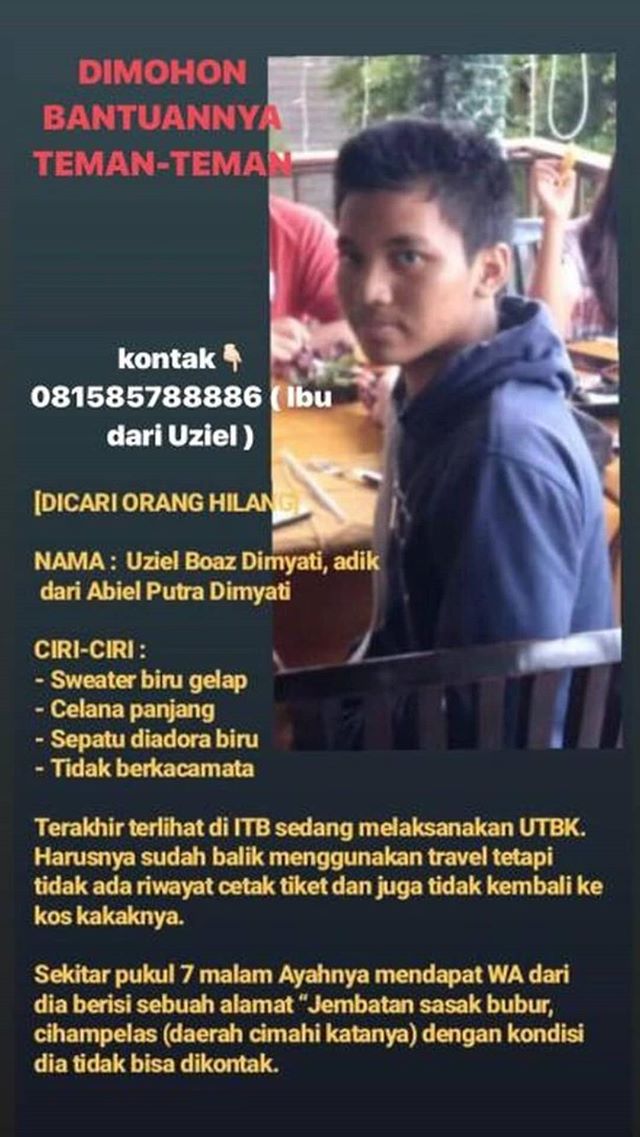 DIMOHON
BANTUANNYA
TEMAN-TEMAN
kontak👇🏻
081585788886 ( Ibu
dari Uziel )
[DICARI ORANG HILANG]
NAMA : Uziel Boaz Dimyati, adik
dari Abiel Putra Dimyati
CIRI-CIRI :
- Sweater biru gelap
- Celana panjang
- Sepatu diadora biru
- Tidak berkacamata
Terakhir terlihat di ITB sedang melaksanakan UTBK.
Harusnya sudah balik menggunakan travel tetapi
tidak ada riwayat cetak tiket dan juga tidak kembali ke
kos kakaknya.
Sekitar pukul 7 malam Ayahnya mendapat WA dari
dia berisi sebuah alamat “Jembatan sasak bubur,
cihampelas (daerah cimahi katanya) dengan kondisi
dia tidak bisa dikontak.